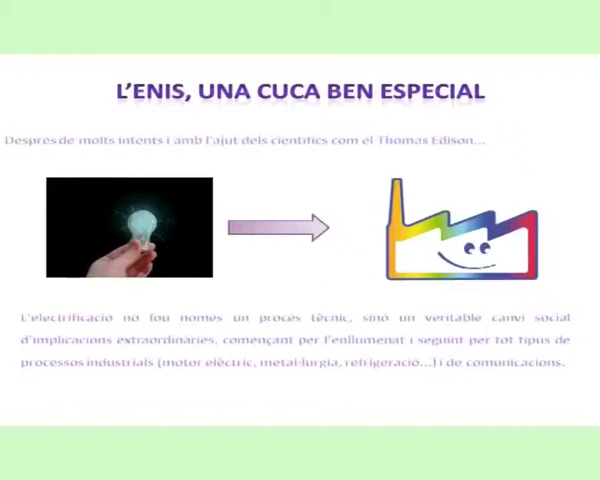 L'ENIS, UNA CUCA BEN ESPECIAL
Després de molts intents i amb l'ajut dels científics com el Thomas Edison...
L'electrificació no fou només un procés tècnic, sinó un veritable canvi social
d'implicacions extraordinàries, començant per l'enllumenat i seguint per tot tipus de
processos industrials (motor elèctric, metal·lurgia, refrigeració...) i de comunicacions.